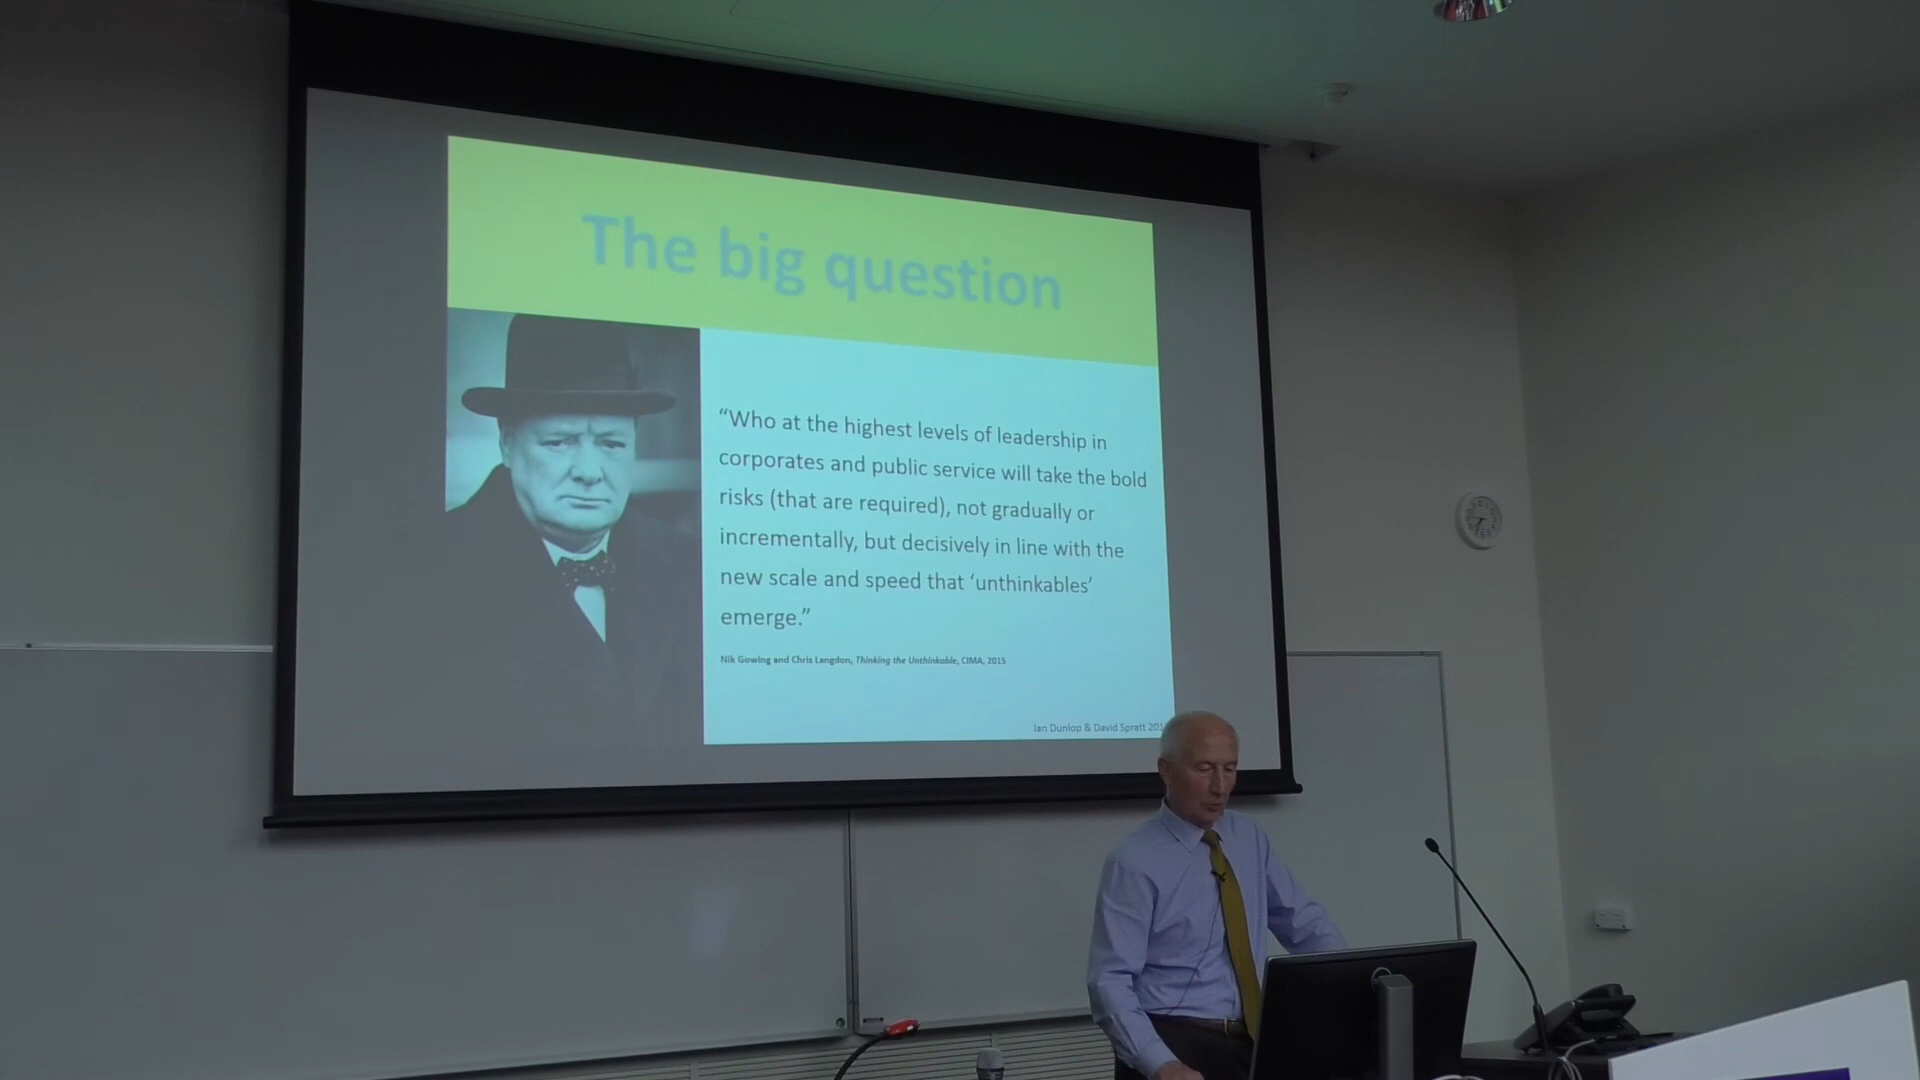 The big question
“Who at the highest levels of leadership in
corporates and public service will take the bold
risks (that are required), not gradually or
incrementally, but decisively in line with the
new scale and speed that ‘unthinkables’
emerge.”
Nik Gowing and Chris Langdon, Thinking the Unthinkable, CIMA, 2015
Ian Dunlop & David Spratt